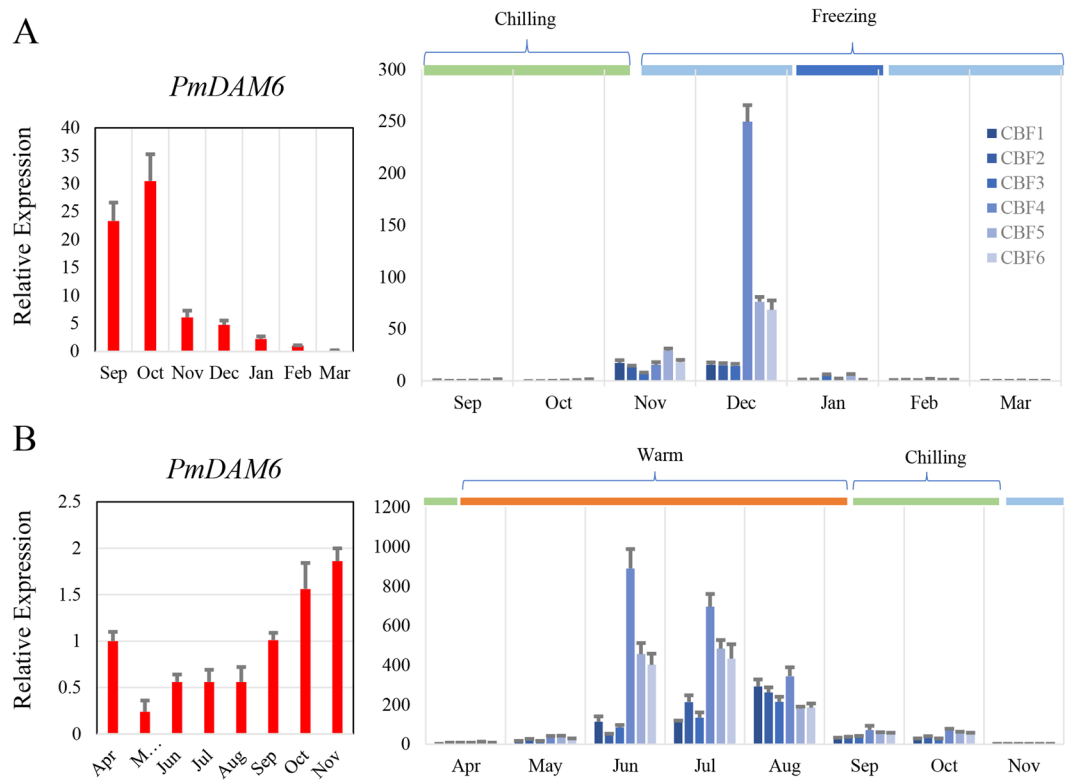 A
Chilling
Freezing
PmDAM6
Relative Expression
40
35
30
25
20
15
10
5
0
Sep Oct Nov Dec Jan Feb Mar
300
250
200
150
100
50
0
CBF1
CBF2
CBF3
CBF4
CBF5
CBF6
Sep Oct Nov Dec Jan Feb Mar
B
Warm
Chilling
PmDAM6
Relative Expression
2.5
2
1.5
1
0.5
0
Apr M... Jun Jul Aug Sep Oct Nov
1200
1000
800
600
400
200
0
Apr May Jun Jul Aug Sep Oct Nov